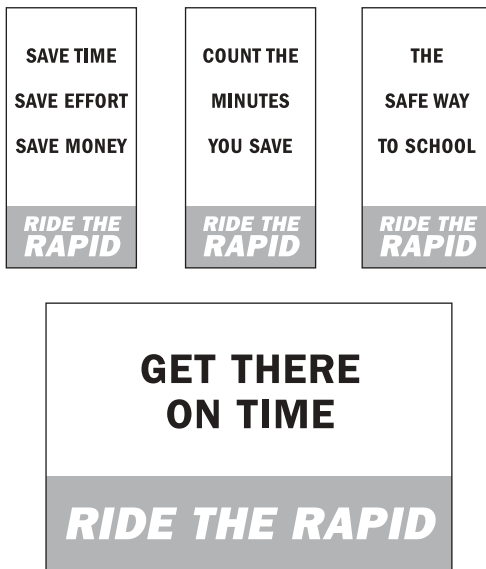 SAVE TIME
SAVE EFFORT
SAVE MONEY
RIDE THE
RAPID
COUNT THE
MINUTES
YOU SAVE
RIDE THE
RAPID
THE
SAFE WAY
TO SCHOOL
RIDE THE
RAPID
GET THERE
ON TIME
RIDE THE RAPID